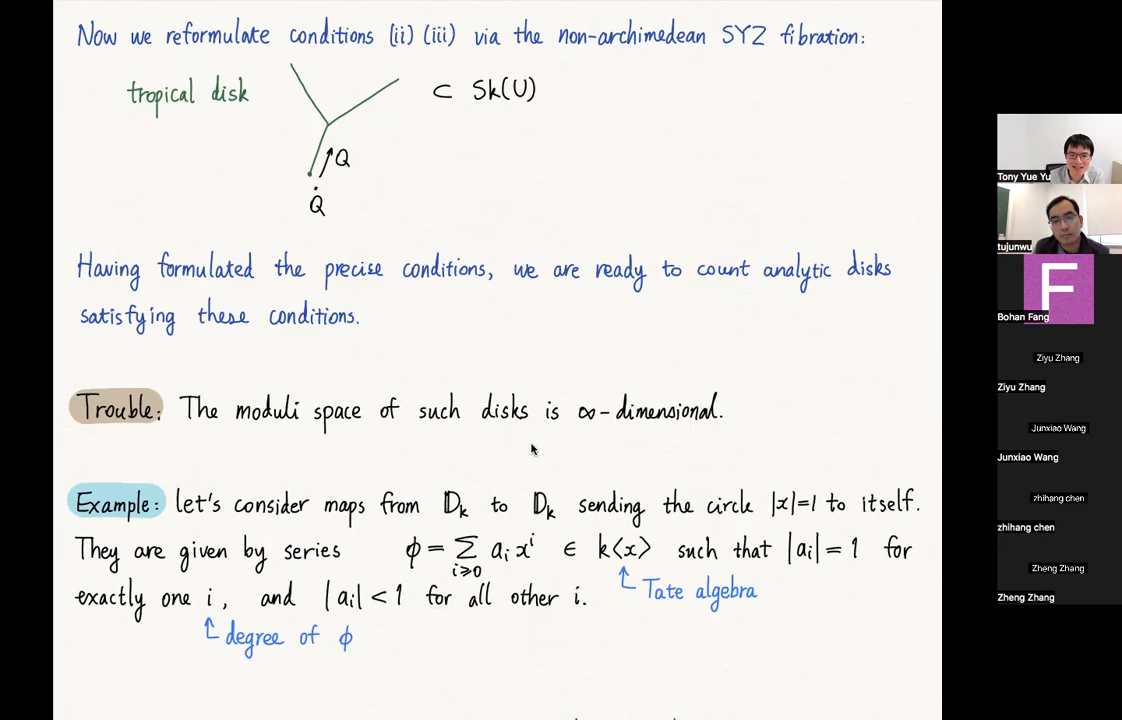 Now we reformulate conditions (ii) (iii) via the non-archimedean SYZ fibration:
tropical disk
⊂ Sk(U)
Q
Q̇
Having formulated the precise conditions, we are ready to count analytic disks
satisfying these conditions.
Trouble: The moduli space of such disks is ∞-dimensional.
Example: let's consider maps from 𝔻ₖ to 𝔻ₖ sending the circle |x|=1 to itself.
They are given by series ϕ = ∑ aᵢ xⁱ ∈ k⟨x⟩ such that |aᵢ| = 1 for
i⩾0
exactly one i, and |aᵢ| < 1 for all other i.
Tate algebra
degree of ϕ
Tony Yue Yu
tujunwu
F
Bohan Fang
Ziyu Zhang
Ziyu Zhang
Junxiao Wang
Junxiao Wang
zhihang chen
zhihang chen
Zheng Zhang
Zheng Zhang